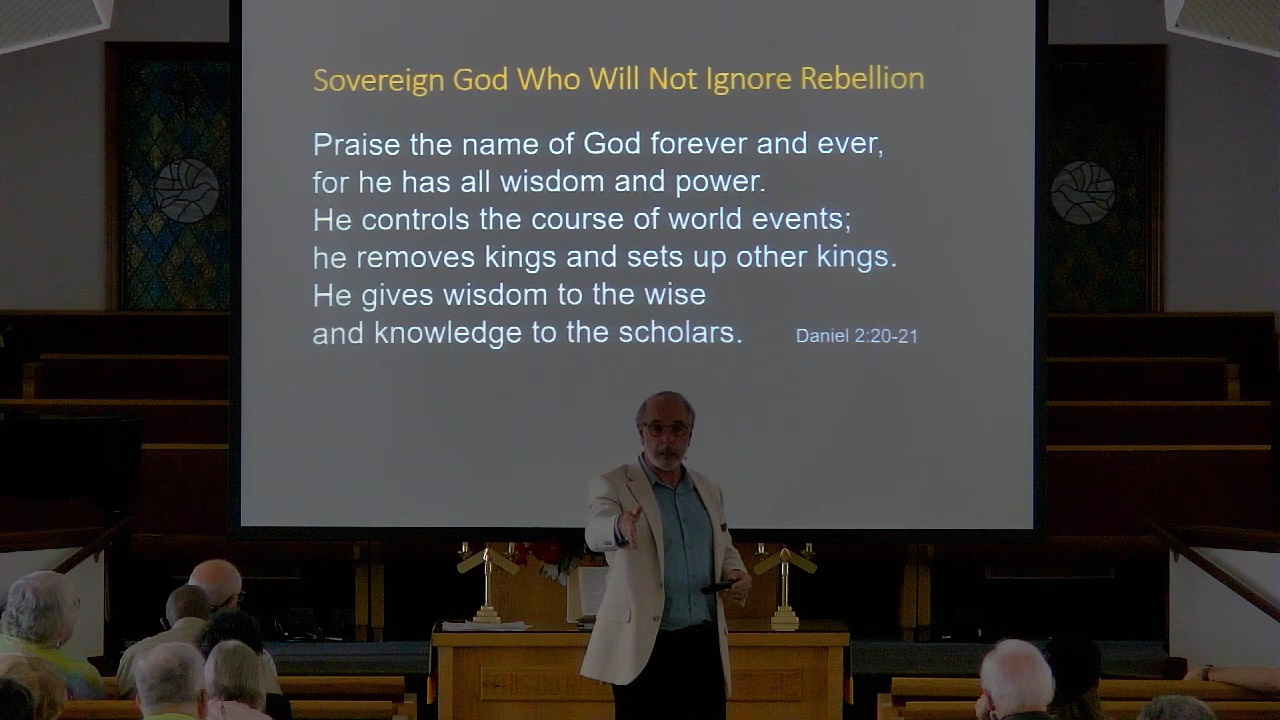 Sovereign God Who Will Not Ignore Rebellion
Praise the name of God forever and ever,
for he has all wisdom and power.
He controls the course of world events;
he removes kings and sets up other kings.
He gives wisdom to the wise
and knowledge to the scholars. Daniel 2:20-21